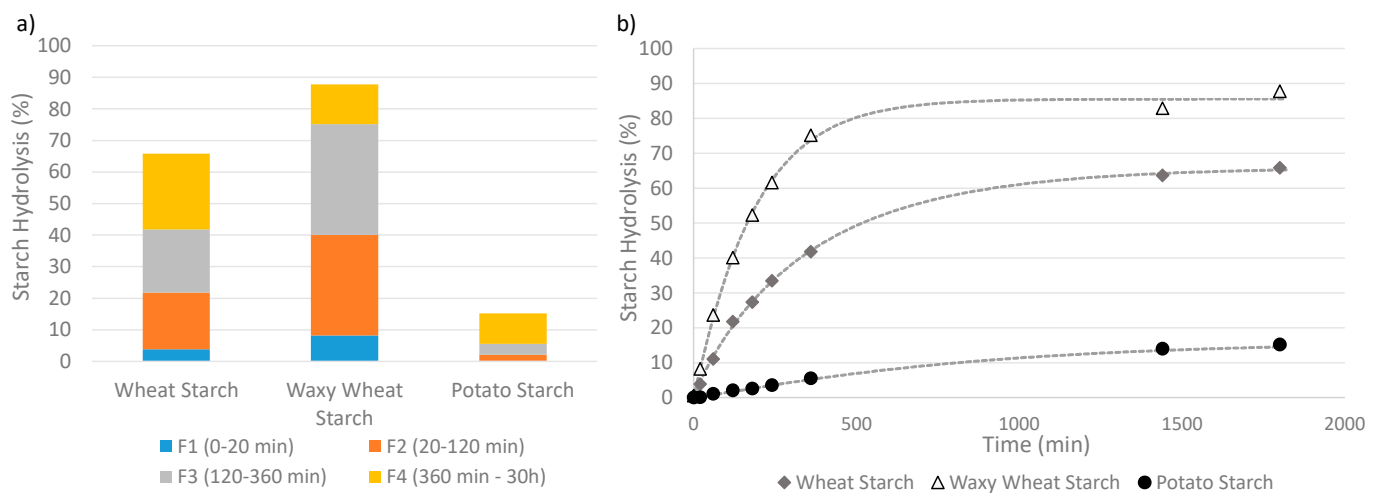 a)
100
90
80
70
60
50
40
30
20
10
0
Starch Hydrolysis (%)
Wheat Starch
Waxy Wheat
Starch
Potato Starch
F1 (0-20 min)
F2 (20-120 min)
F3 (120-360 min)
F4 (360 min - 30h)
b)
100
90
80
70
60
50
40
30
20
10
0
Starch Hydrolysis (%)
0
500
1000
1500
2000
Time (min)
Wheat Starch
Waxy Wheat Starch
Potato Starch